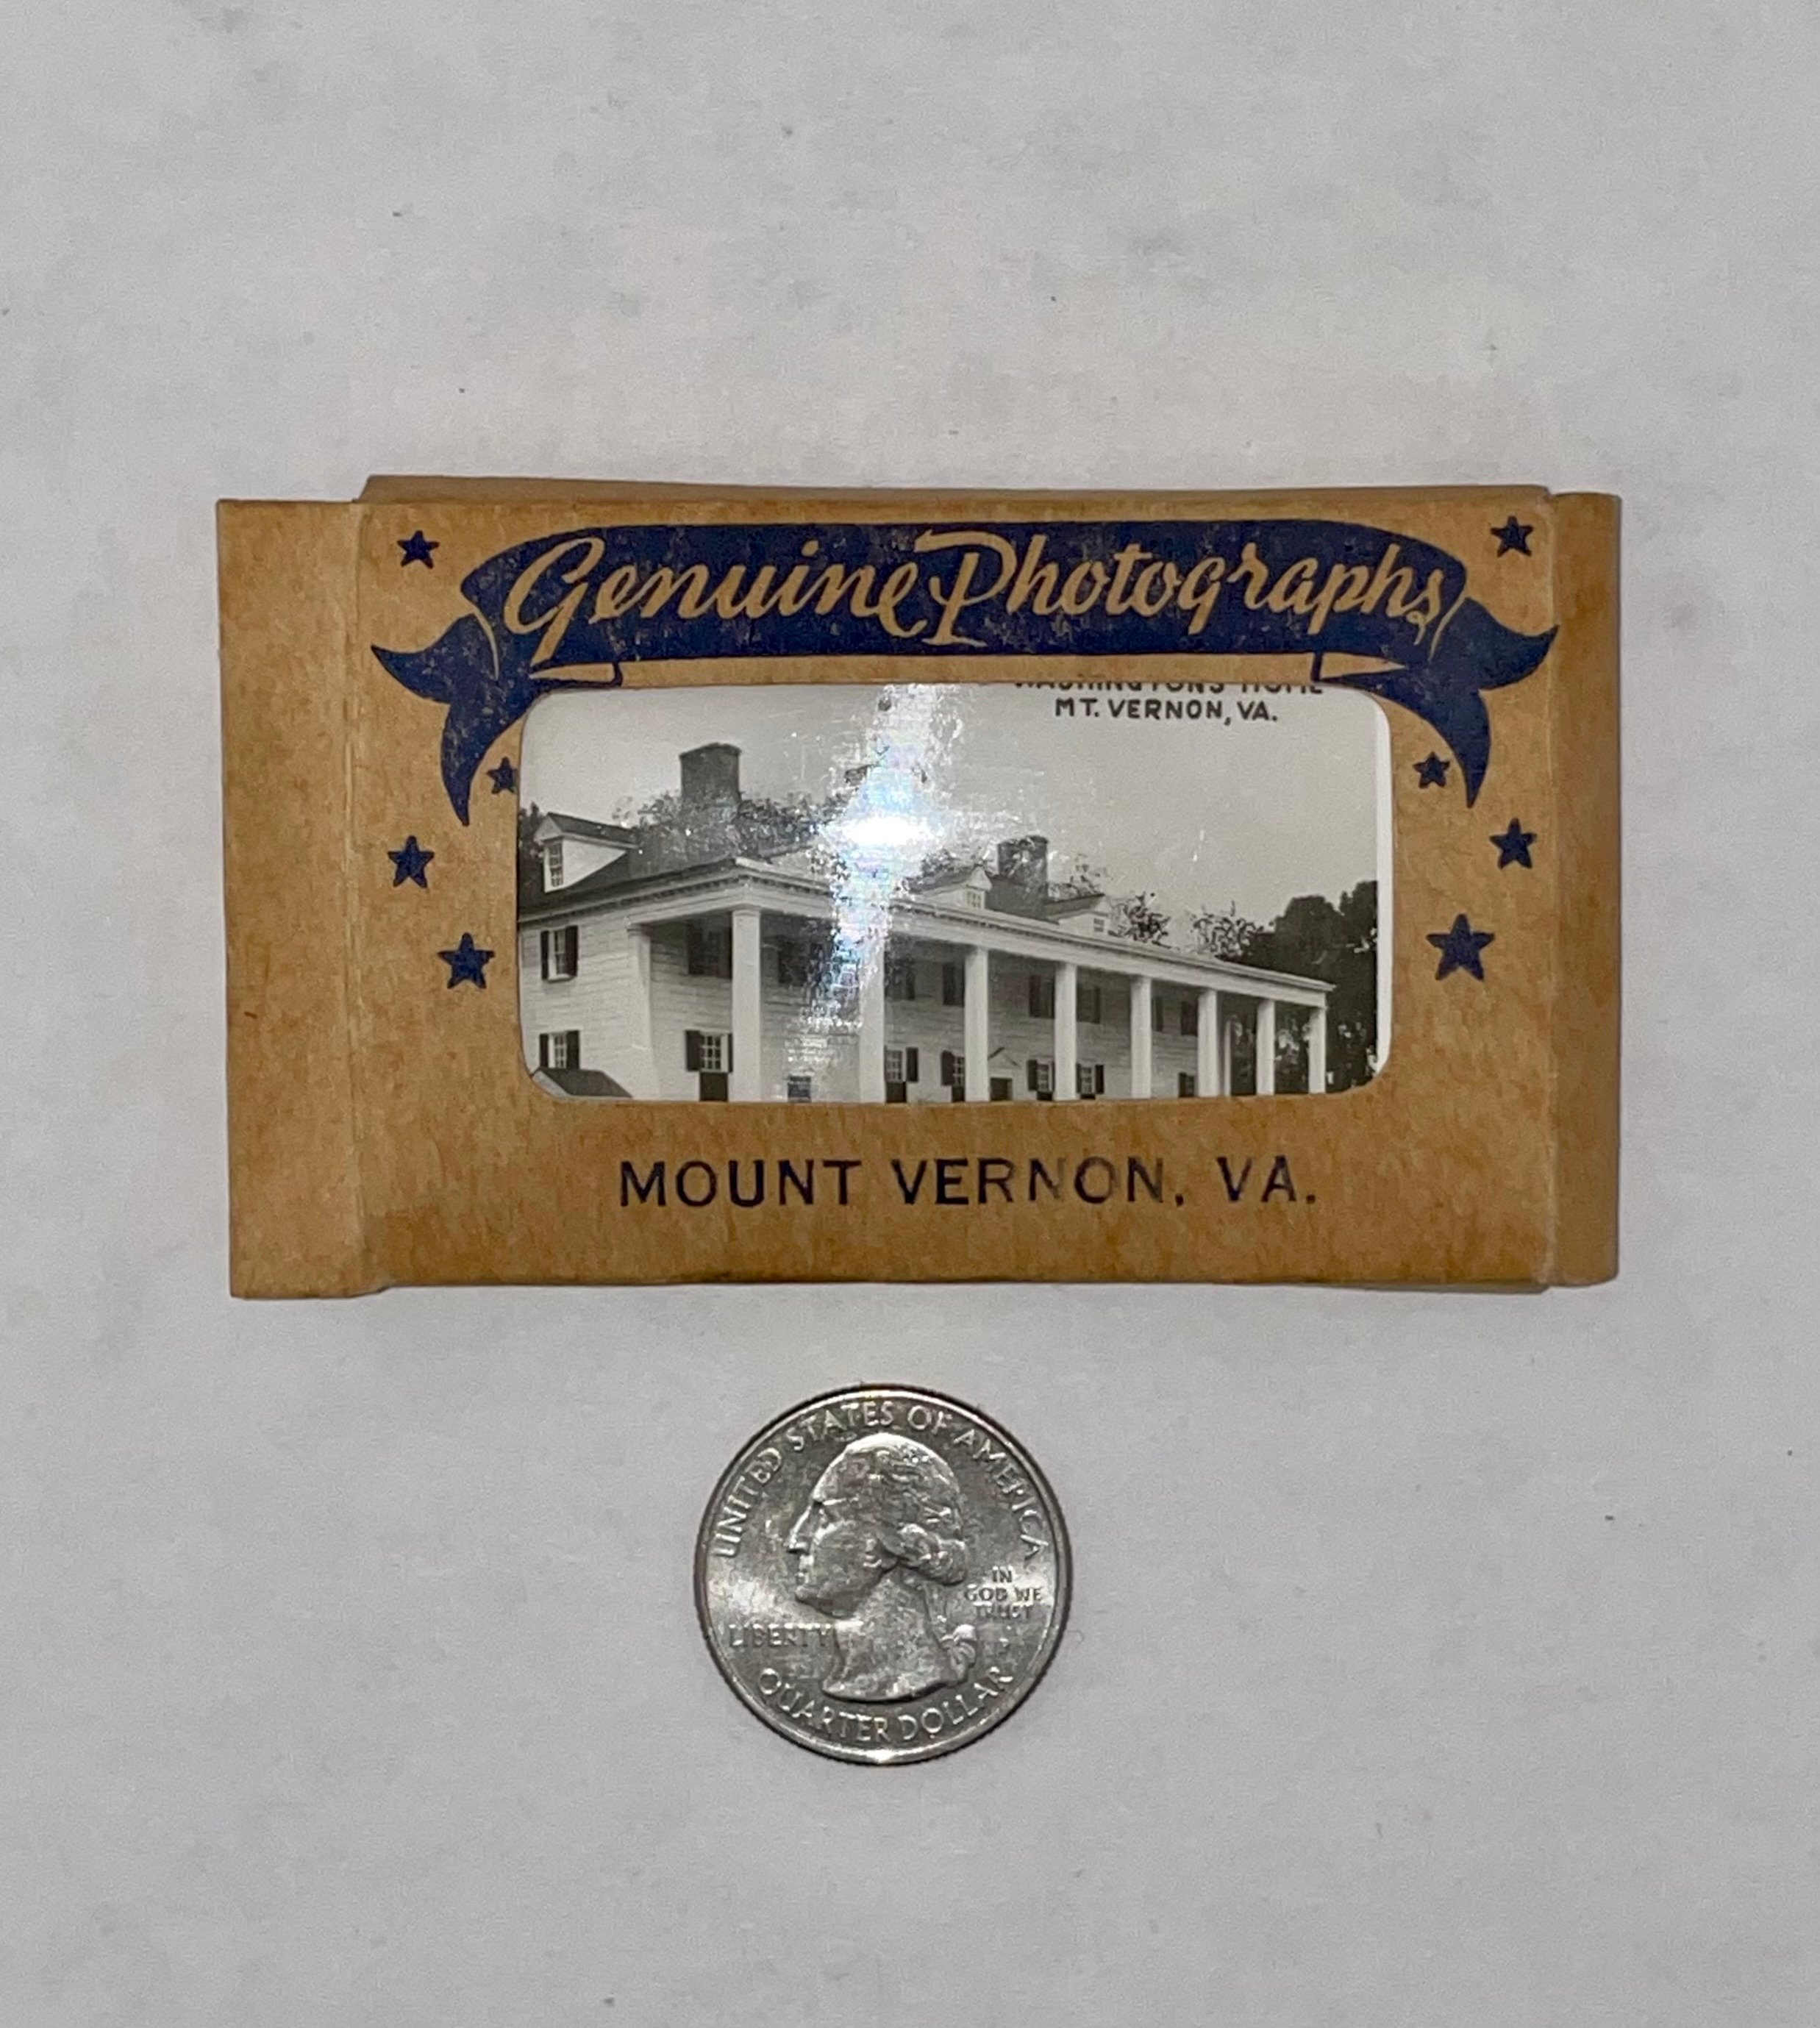 Genuine Photographs
WASHINGTONS HOME
MT. VERNON, VA.
MOUNT VERNON, VA.
UNITED STATES OF AMERICA
IN
GOD WE
TRUST
LIBERTY
QUARTER DOLLAR